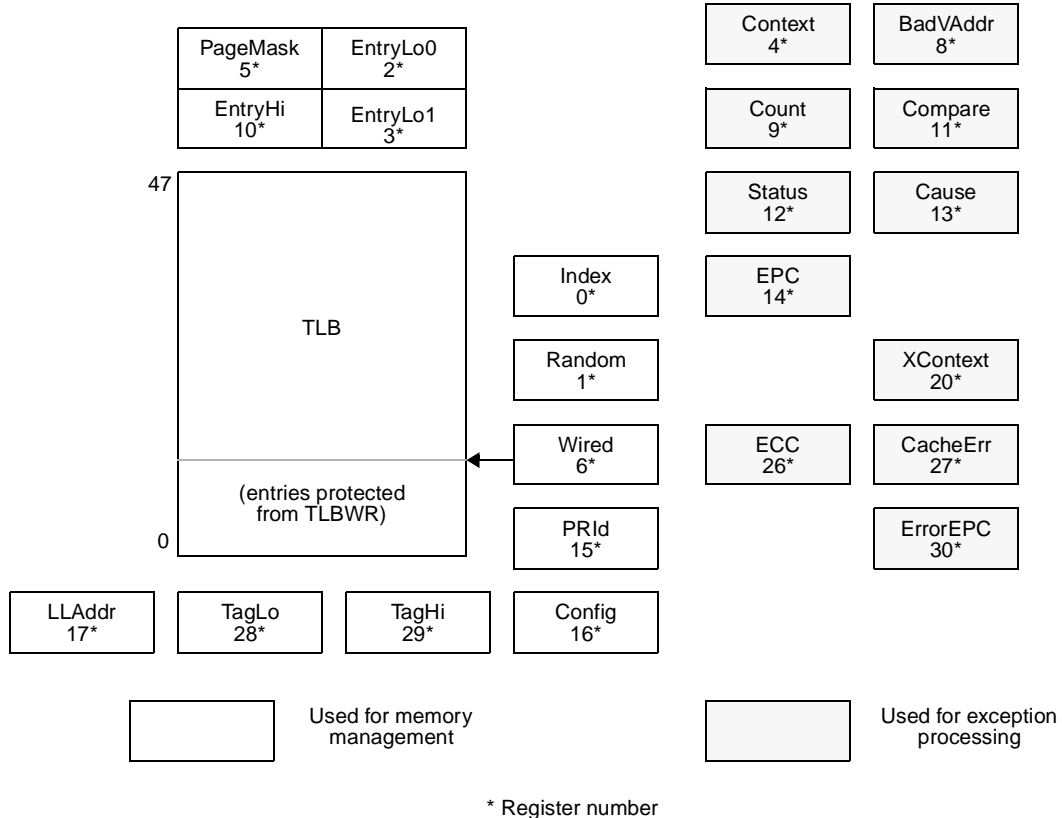 Context
4*
BadVAddr
8*
PageMask
5*
EntryLo0
2*
EntryHi
10*
EntryLo1
3*
Count
9*
Compare
11*
47
Status
12*
Cause
13*
Index
0*
EPC
14*
TLB
Random
1*
XContext
20*
Wired
6*
ECC
26*
CacheErr
27*
(entries protected
from TLBWR)
0
PRId
15*
ErrorEPC
30*
LLAddr
17*
TagLo
28*
TagHi
29*
Config
16*
Used for memory
management
Used for exception
processing
* Register number